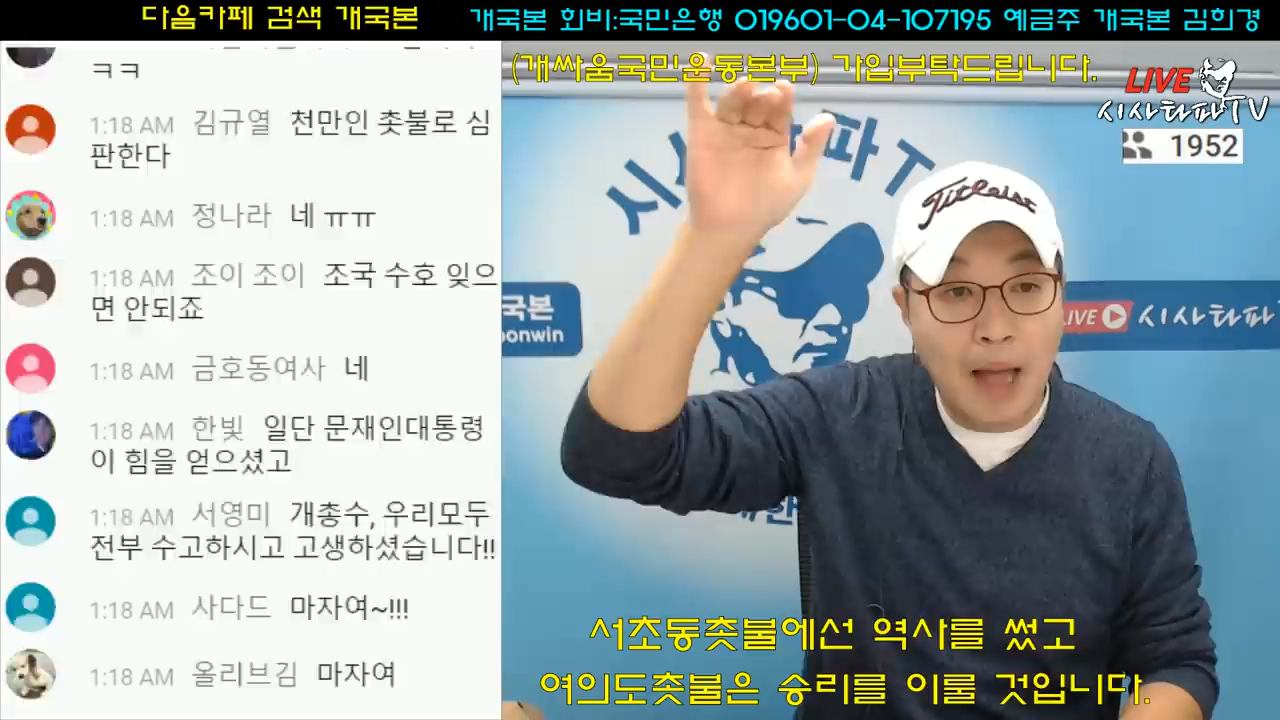 다음카페 검색 개국본
개국본 회비:국민은행 019601-04-107195 예금주 개국본 김희경
(개싸움국민운동본부) 가입부탁드립니다.
LIVE
시사타파TV
1952
ㅋㅋ
1:18 AM 김규열 천만인 촛불로 심
판한다
1:18 AM 정나라 네 ㅠㅠ
1:18 AM 조이 조이 조국 수호 잊으
면 안되죠
1:18 AM 금호동여사 네
1:18 AM 한빛 일단 문재인대통령
이 힘을 얻으셨고
1:18 AM 서영미 개총수, 우리모두
전부 수고하시고 고생하셨습니다!!
1:18 AM 사다드 마자여~!!!
1:18 AM 올리브김 마자여
국본
LIVE 시사타파
서초동촛불에선 역사를 썼고
여의도촛불은 승리를 이룰 것입니다.
Titleist